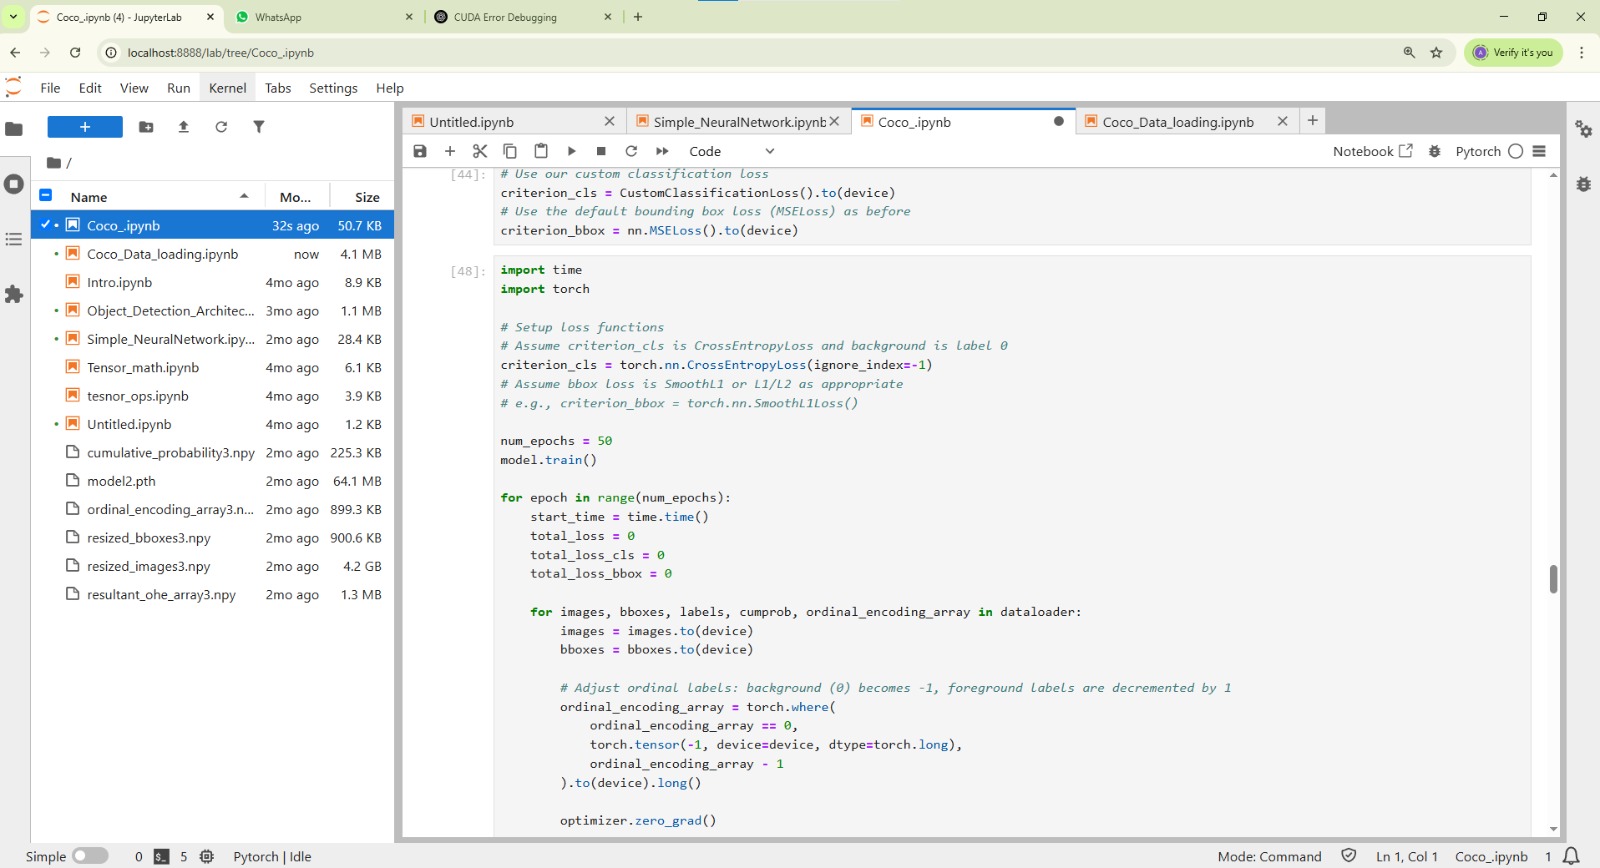 Coco_.ipynb (4) - JupyterLab
WhatsApp
CUDA Error Debugging
localhost:8888/lab/tree/Coco_.ipynb
Verify it's you
File Edit View Run Kernel Tabs Settings Help
Untitled.ipynb
Simple_NeuralNetwork.ipynb
Coco_.ipynb
Coco_Data_loading.ipynb
Code
Notebook
Pytorch
/
Name Mo... Size
Coco_.ipynb 32s ago 50.7 KB
Coco_Data_loading.ipynb now 4.1 MB
Intro.ipynb 4mo ago 8.9 KB
Object_Detection_Architec... 3mo ago 1.1 MB
Simple_NeuralNetwork.ipy... 2mo ago 28.4 KB
Tensor_math.ipynb 4mo ago 6.1 KB
tesnor_ops.ipynb 4mo ago 3.9 KB
Untitled.ipynb 4mo ago 1.2 KB
cumulative_probability3.npy 2mo ago 225.3 KB
model2.pth 2mo ago 64.1 MB
ordinal_encoding_array3.n... 2mo ago 899.3 KB
resized_bboxes3.npy 2mo ago 900.6 KB
resized_images3.npy 2mo ago 4.2 GB
resultant_ohe_array3.npy 2mo ago 1.3 MB
[44]: # Use our custom classification loss
criterion_cls = CustomClassificationLoss().to(device)
# Use the default bounding box loss (MSELoss) as before
criterion_bbox = nn.MSELoss().to(device)
[48]: import time
import torch
# Setup loss functions
# Assume criterion_cls is CrossEntropyLoss and background is label 0
criterion_cls = torch.nn.CrossEntropyLoss(ignore_index=-1)
# Assume bbox loss is SmoothL1 or L1/L2 as appropriate
# e.g., criterion_bbox = torch.nn.SmoothL1Loss()
num_epochs = 50
model.train()
for epoch in range(num_epochs):
    start_time = time.time()
    total_loss = 0
    total_loss_cls = 0
    total_loss_bbox = 0
    for images, bboxes, labels, cumprob, ordinal_encoding_array in dataloader:
        images = images.to(device)
        bboxes = bboxes.to(device)
        # Adjust ordinal labels: background (0) becomes -1, foreground labels are decremented by 1
        ordinal_encoding_array = torch.where(
            ordinal_encoding_array == 0,
            torch.tensor(-1, device=device, dtype=torch.long),
            ordinal_encoding_array - 1
        ).to(device).long()
        optimizer.zero_grad()
Simple 0 5 Pytorch | Idle
Mode: Command Ln 1, Col 1 Coco_.ipynb 1